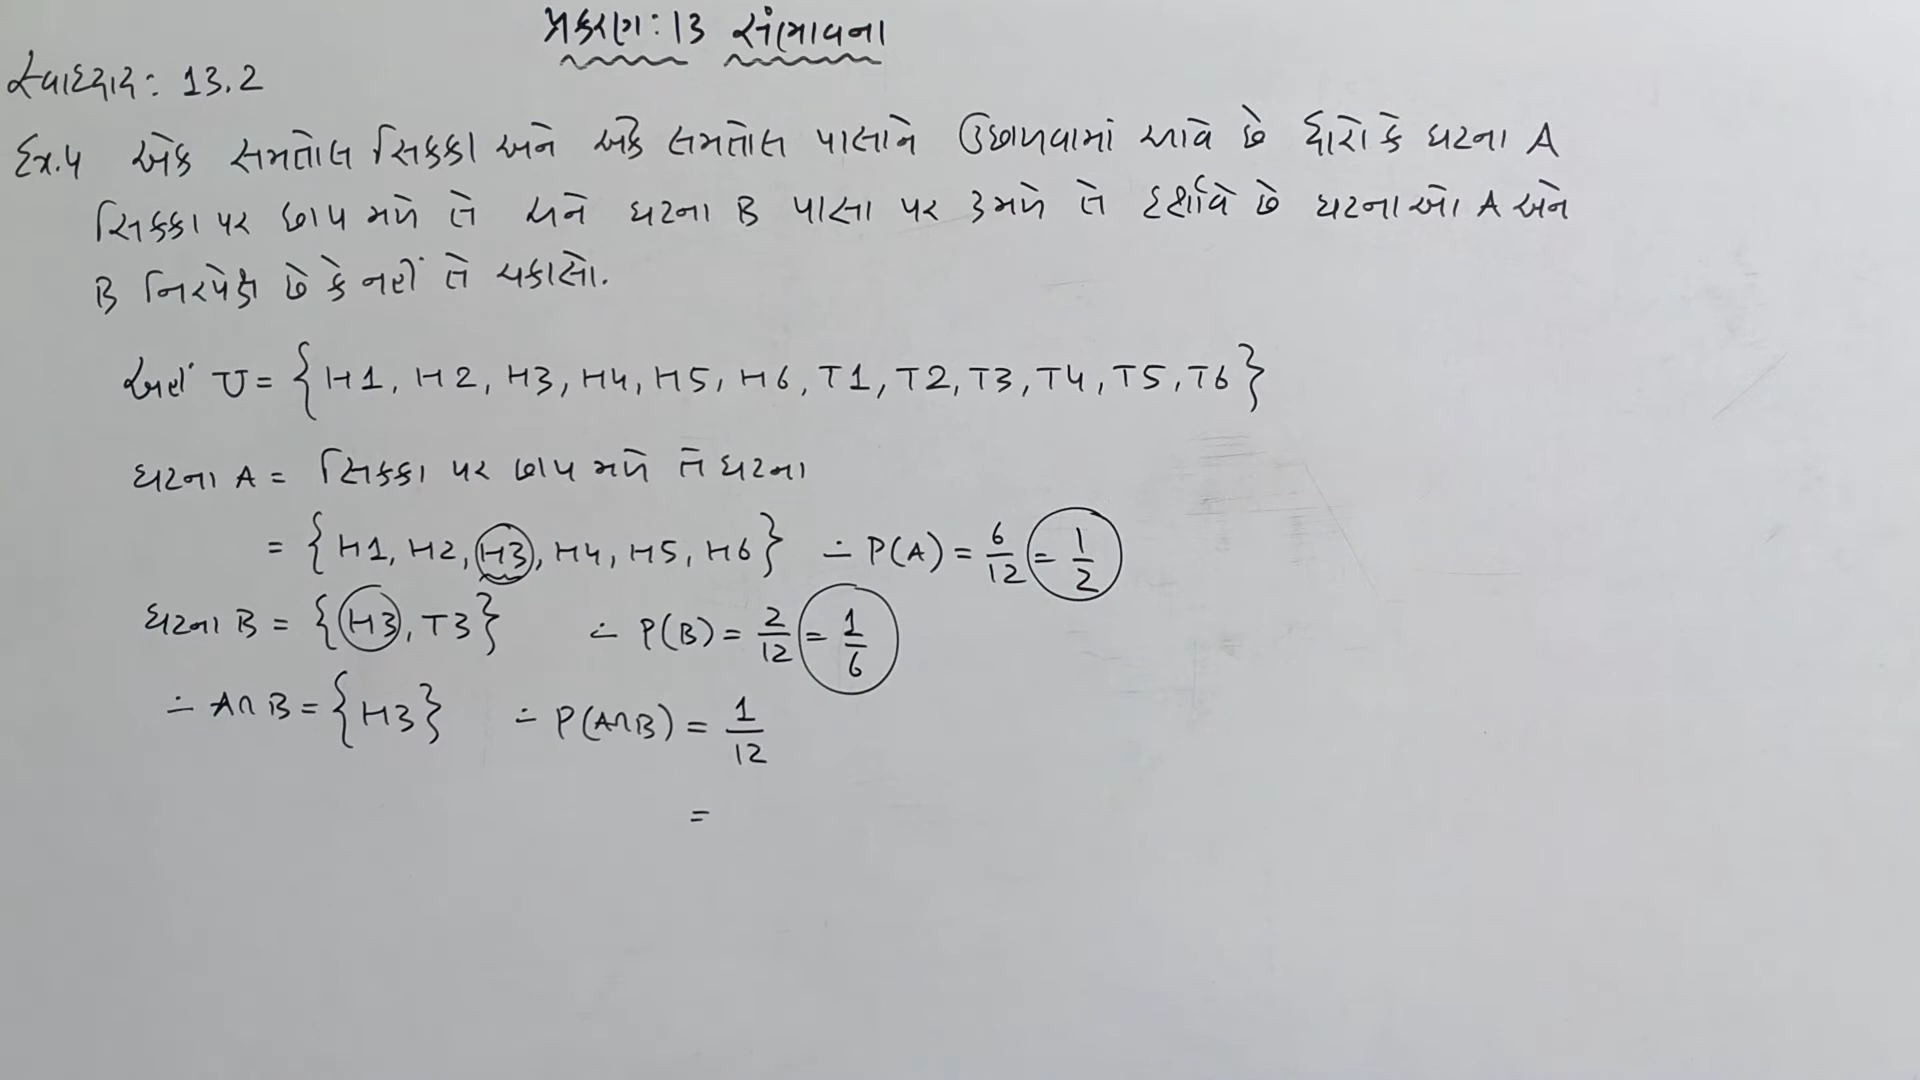 પ્રકરણ : 13 સંભાવના
સ્વાધ્યાય : 13.2
Ex.4 એક સમતોલ સિક્કા અને એક સમતોલ પાસાને ઉછાળવામાં આવે છે ધારો કે ઘટના A
સિક્કા પર છાપ મળે તે અને ઘટના B પાસા પર 3 મળે તે દર્શાવે છે ઘટનાઓ A અને
B નિરપેક્ષ છે કે નહીં તે ચકાસો.
અહીં U = {H1, H2, H3, H4, H5, H6, T1, T2, T3, T4, T5, T6}
ઘટના A = સિક્કા પર છાપ મળે તે ઘટના
= {H1, H2, H3, H4, H5, H6} ∴ P(A) = 6/12 = 1/2
ઘટના B = {H3, T3} ∴ P(B) = 2/12 = 1/6
∴ A∩B = {H3} ∴ P(A∩B) = 1/12
=